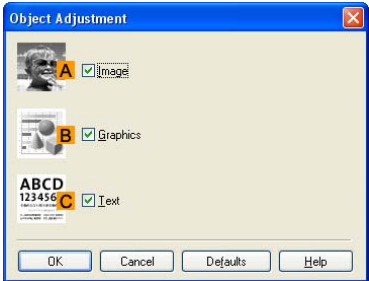 Object Adjustment
A Image
B Graphics
ABCD
123456
C Text
OK Cancel Defaults Help